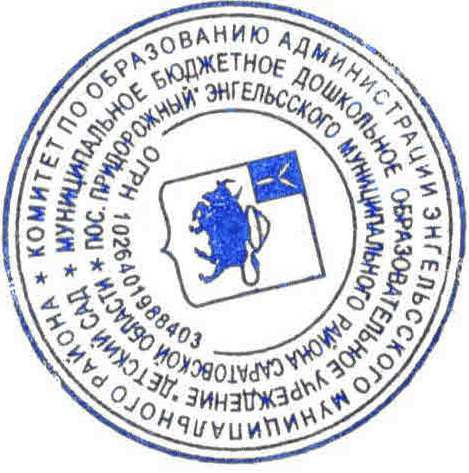 ★ КОМИТЕТ ПО ОБРАЗОВАНИЮ АДМИНИСТРАЦИИ ЭНГЕЛЬССКОГО МУНИЦИПАЛЬНОГО РАЙОНА
★ МУНИЦИПАЛЬНОЕ БЮДЖЕТНОЕ ДОШКОЛЬНОЕ ОБРАЗОВАТЕЛЬНОЕ УЧРЕЖДЕНИЕ "ДЕТСКИЙ САД
★ ПОС. ПРИДОРОЖНЫЙ" ЭНГЕЛЬССКОГО МУНИЦИПАЛЬНОГО РАЙОНА САРАТОВСКОЙ ОБЛАСТИ
ОГРН 1026401988403